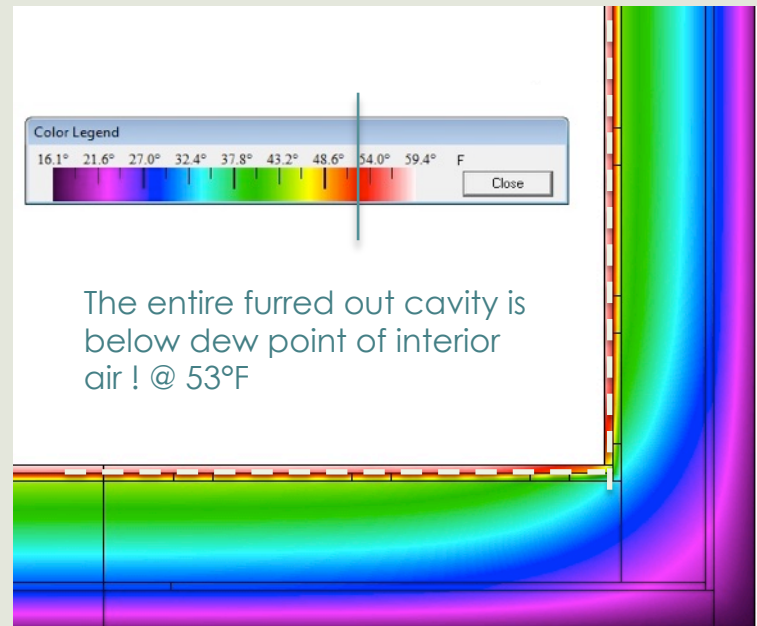 Color Legend
16.1° 21.6° 27.0° 32.4° 37.8° 43.2° 48.6° 54.0° 59.4° F
Close
The entire furred out cavity is
below dew point of interior
air ! @ 53°F